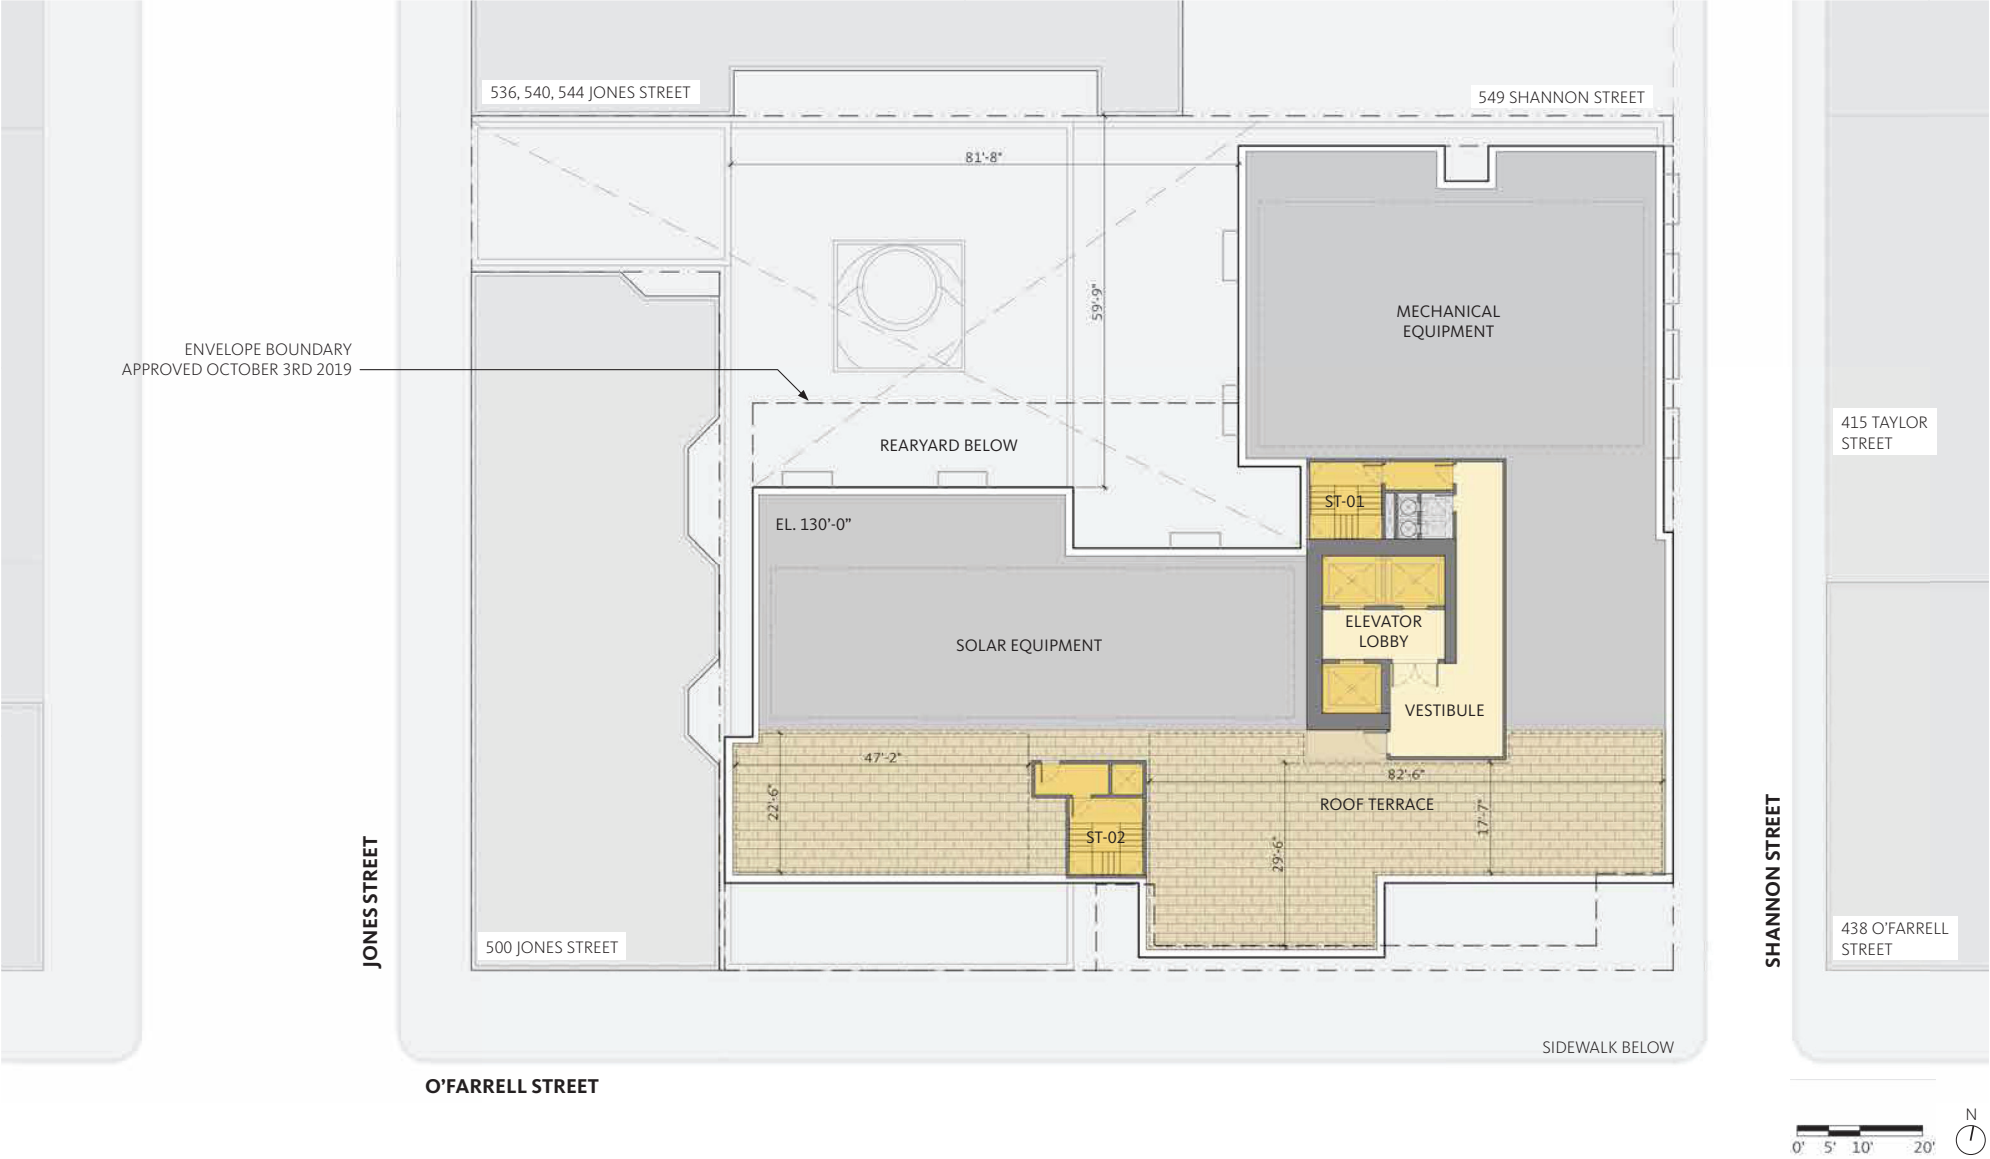 536, 540, 544 JONES STREET
549 SHANNON STREET
81'-8"
59'-9"
MECHANICAL
EQUIPMENT
ENVELOPE BOUNDARY
APPROVED OCTOBER 3RD 2019
REARYARD BELOW
415 TAYLOR
STREET
ST-01
EL. 130'-0"
ELEVATOR
LOBBY
SOLAR EQUIPMENT
VESTIBULE
47'-2"
82'-6"
22'-6"
ROOF TERRACE
17'-7"
29'-6"
ST-02
JONES STREET
SHANNON STREET
500 JONES STREET
438 O'FARRELL
STREET
SIDEWALK BELOW
O'FARRELL STREET
N
0' 5' 10' 20'